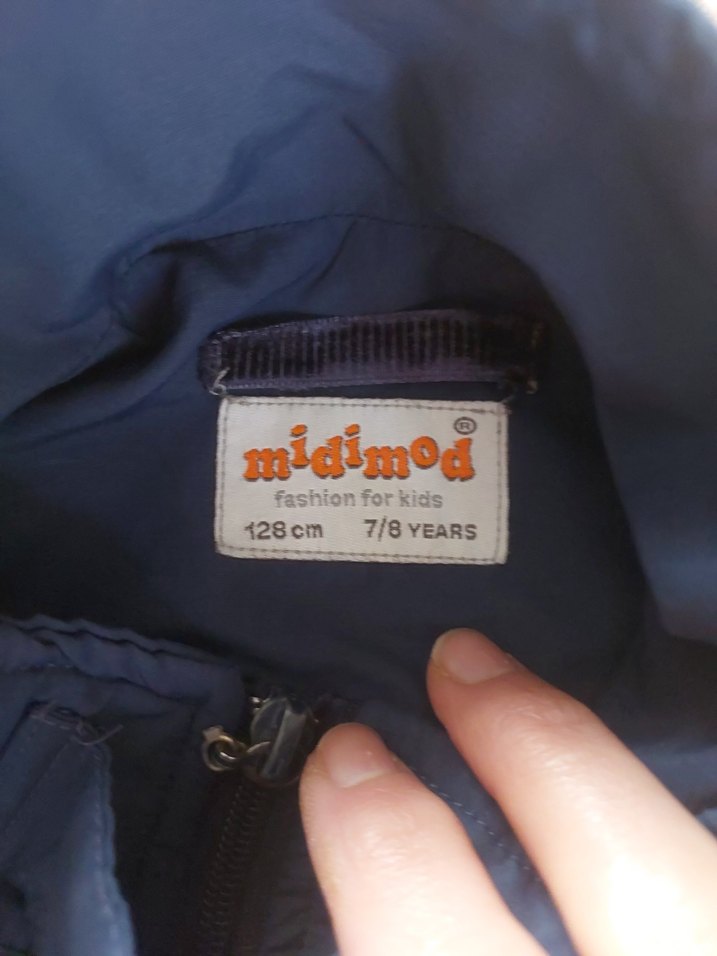 midimod®
fashion for kids
128 cm 7/8 YEARS